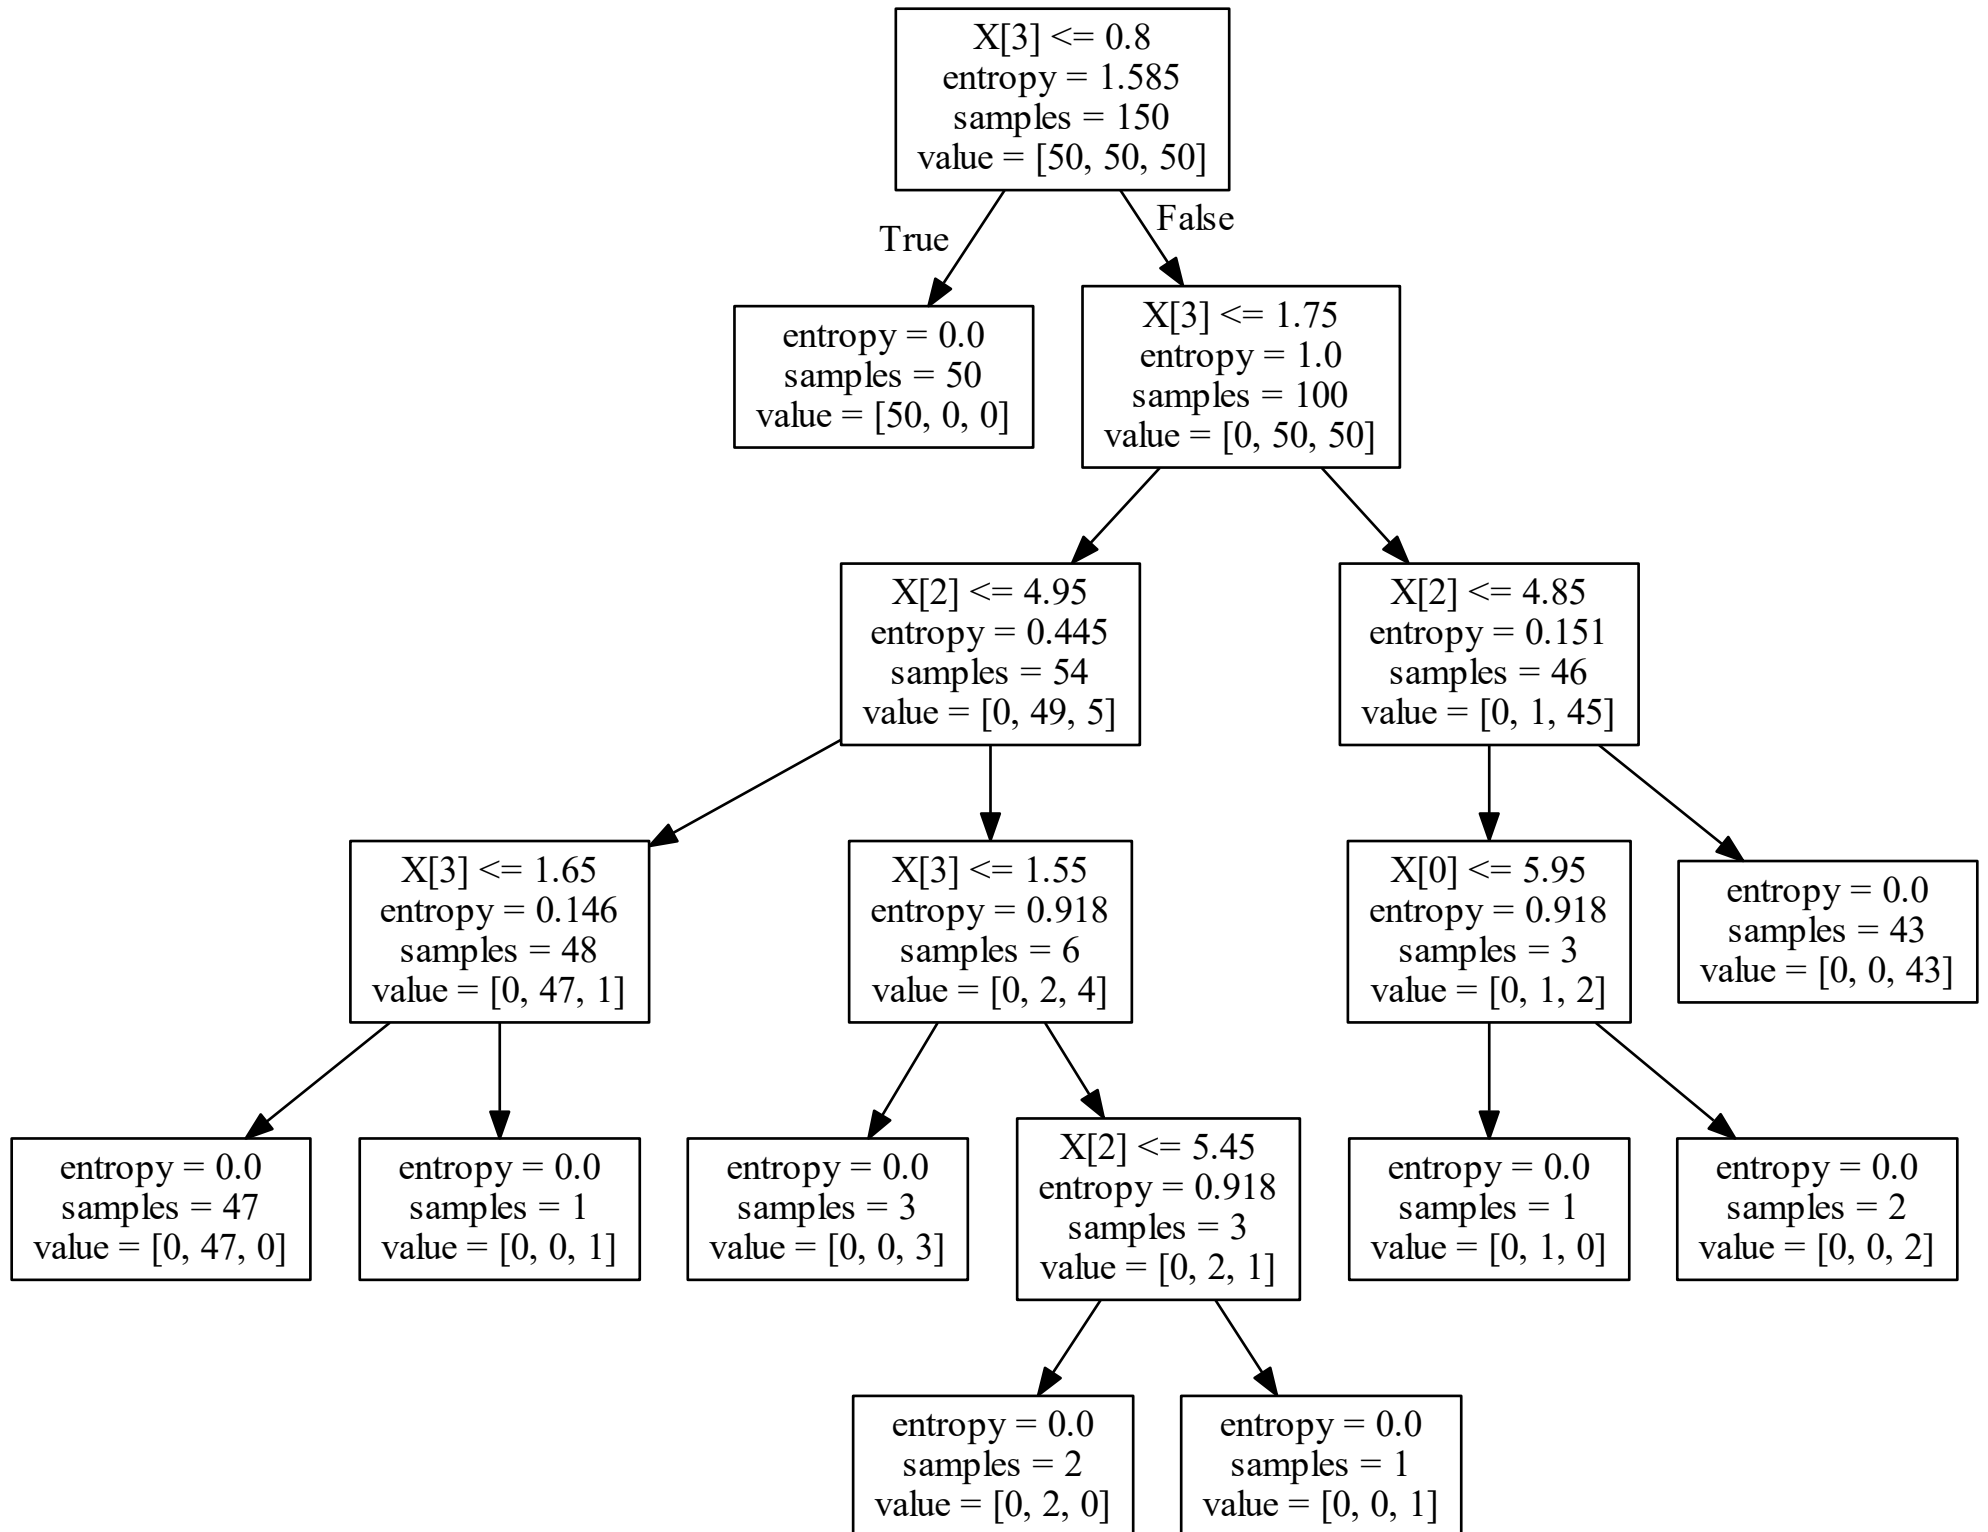 X[3] <= 0.8
entropy = 1.585
samples = 150
value = [50, 50, 50]
True
False
entropy = 0.0
samples = 50
value = [50, 0, 0]
X[3] <= 1.75
entropy = 1.0
samples = 100
value = [0, 50, 50]
X[2] <= 4.95
entropy = 0.445
samples = 54
value = [0, 49, 5]
X[2] <= 4.85
entropy = 0.151
samples = 46
value = [0, 1, 45]
X[3] <= 1.65
entropy = 0.146
samples = 48
value = [0, 47, 1]
X[3] <= 1.55
entropy = 0.918
samples = 6
value = [0, 2, 4]
X[0] <= 5.95
entropy = 0.918
samples = 3
value = [0, 1, 2]
entropy = 0.0
samples = 43
value = [0, 0, 43]
entropy = 0.0
samples = 47
value = [0, 47, 0]
entropy = 0.0
samples = 1
value = [0, 0, 1]
entropy = 0.0
samples = 3
value = [0, 0, 3]
X[2] <= 5.45
entropy = 0.918
samples = 3
value = [0, 2, 1]
entropy = 0.0
samples = 1
value = [0, 1, 0]
entropy = 0.0
samples = 2
value = [0, 0, 2]
entropy = 0.0
samples = 2
value = [0, 2, 0]
entropy = 0.0
samples = 1
value = [0, 0, 1]